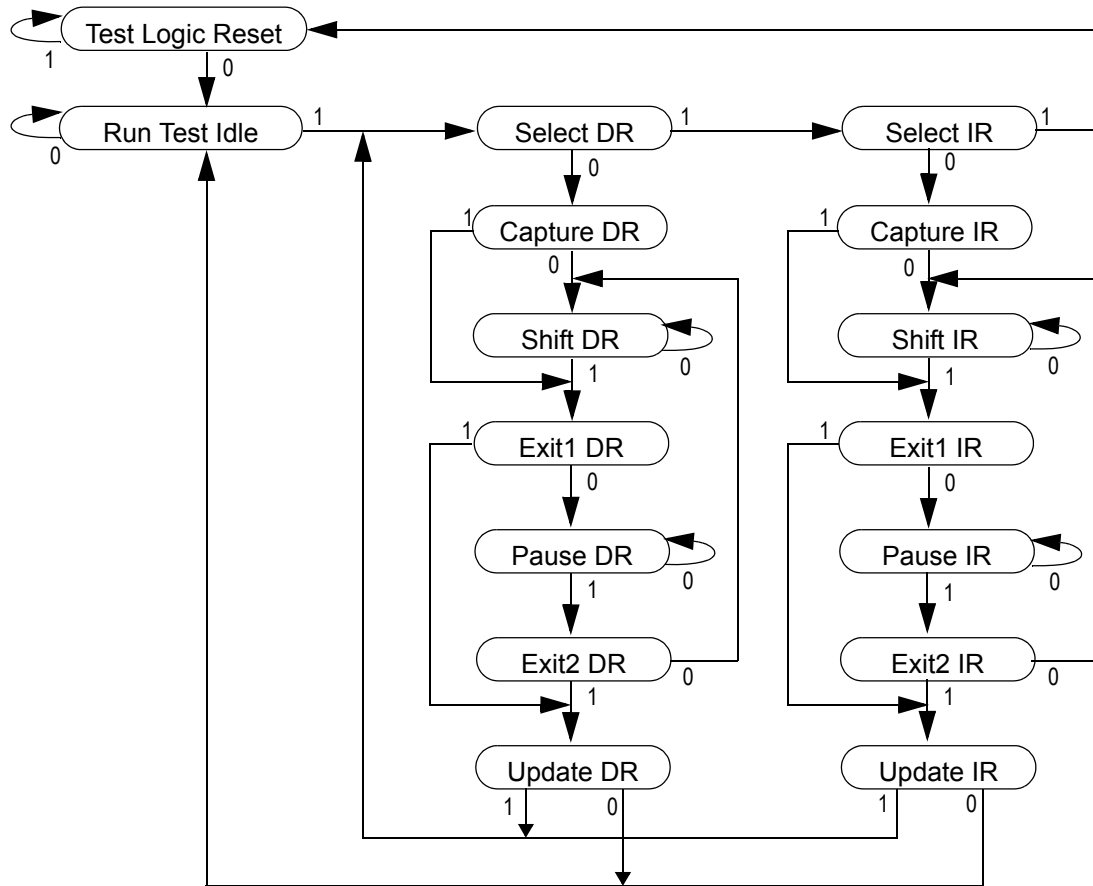 Test Logic Reset
1
0
Run Test Idle
1
Select DR
1
Select IR
1
0
0
0
1
Capture DR
1
Capture IR
0
0
Shift DR
Shift IR
0
0
1
1
1
Exit1 DR
1
Exit1 IR
0
0
Pause DR
Pause IR
0
0
1
1
Exit2 DR
Exit2 IR
0
0
1
1
Update DR
Update IR
1
0
1
0